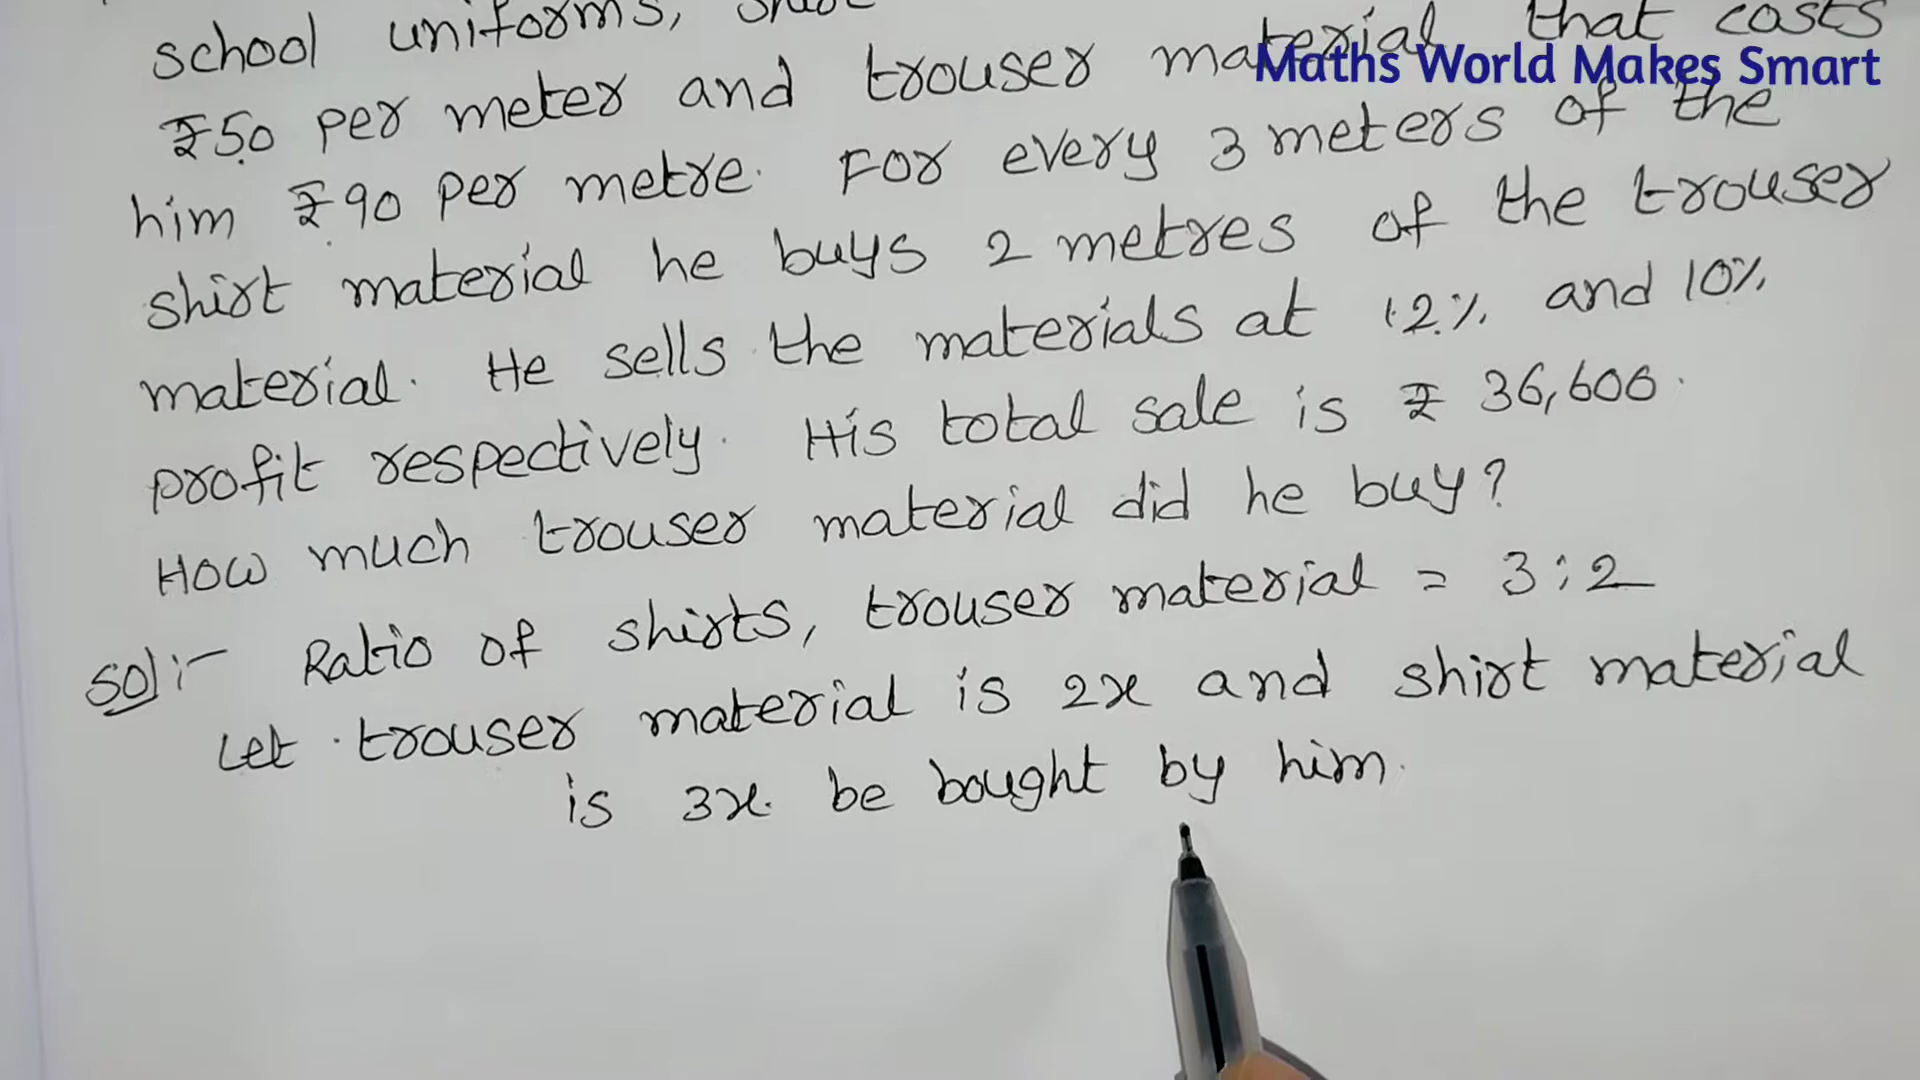 school uniforms,
material that costs
Maths World Makes Smart
₹50 per meter and trouser
him ₹90 per metre. For every 3 meters of the
shirt material he buys 2 metres of the trouser
material. He sells the materials at 12% and 10%
profit respectively. His total sale is ₹ 36,600.
How much trouser material did he buy?
Sol:- Ratio of shirts, trouser material = 3:2
Let trouser material is 2x and shirt material
is 3x be bought by him.